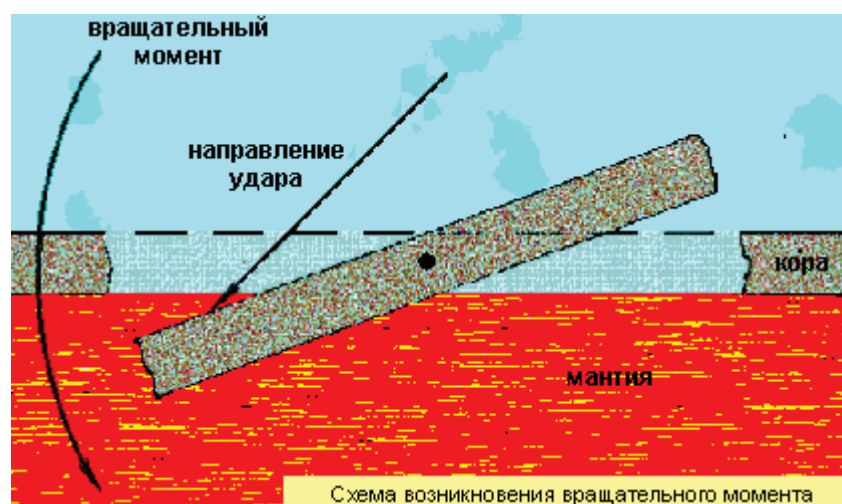 вращательный
момент
направление
удара
кора
мантия
Схема возникновения вращательного момента